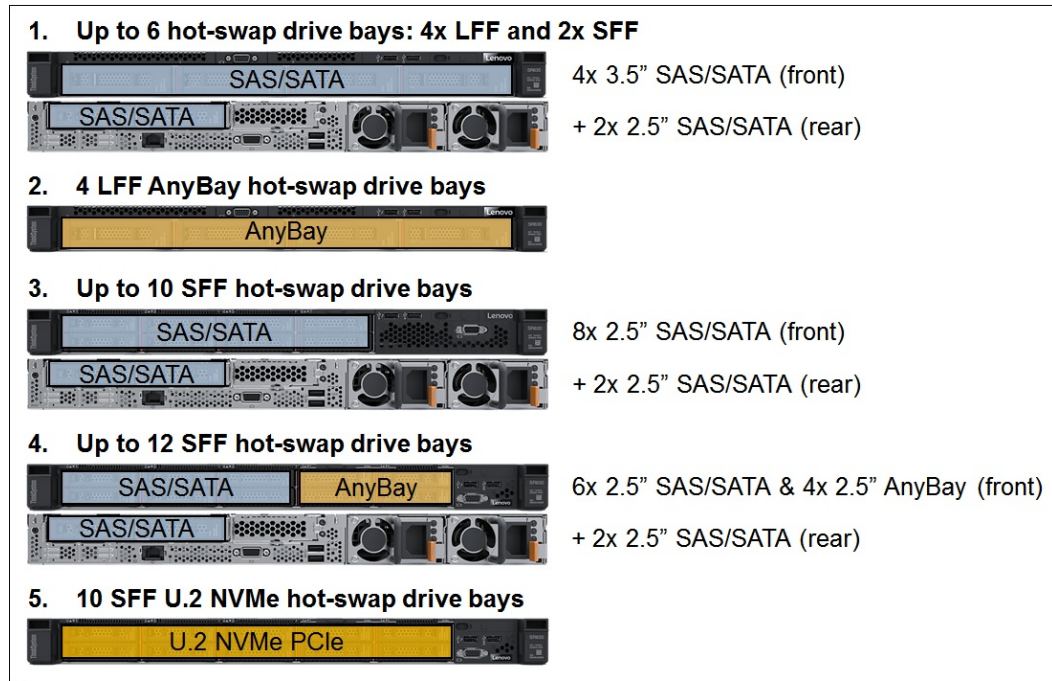 1. Up to 6 hot-swap drive bays: 4x LFF and 2x SFF
Lenovo
SAS/SATA
4x 3.5” SAS/SATA (front)
SAS/SATA
+ 2x 2.5” SAS/SATA (rear)
2. 4 LFF AnyBay hot-swap drive bays
Lenovo
AnyBay
3. Up to 10 SFF hot-swap drive bays
Lenovo
SAS/SATA
8x 2.5” SAS/SATA (front)
SAS/SATA
+ 2x 2.5” SAS/SATA (rear)
4. Up to 12 SFF hot-swap drive bays
SAS/SATA AnyBay
Lenovo
6x 2.5” SAS/SATA & 4x 2.5” AnyBay (front)
SAS/SATA
+ 2x 2.5” SAS/SATA (rear)
5. 10 SFF U.2 NVMe hot-swap drive bays
U.2 NVMe PCIe
Lenovo